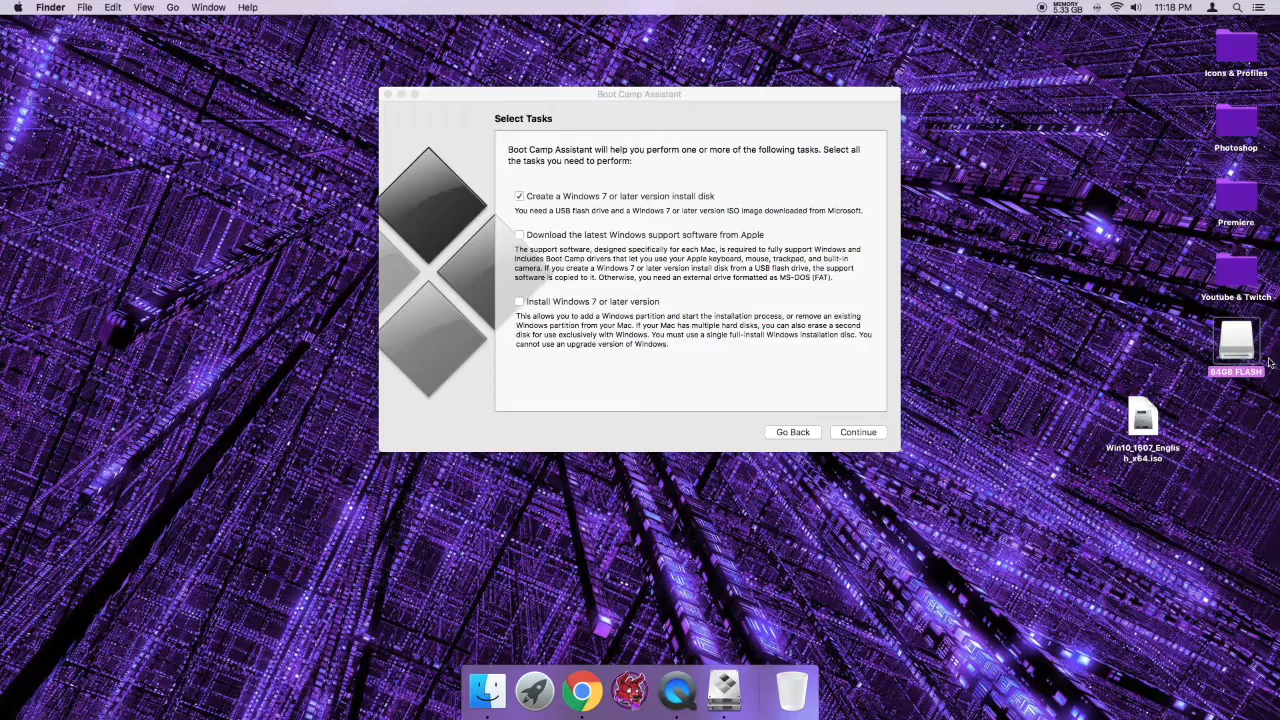 Finder File Edit View Go Window Help
MEMORY
5.33 GB
11:18 PM
Boot Camp Assistant
Select Tasks
Boot Camp Assistant will help you perform one or more of the following tasks. Select all
the tasks you need to perform:
Create a Windows 7 or later version install disk
You need a USB flash drive and a Windows 7 or later version ISO image downloaded from Microsoft.
Download the latest Windows support software from Apple
The support software, designed specifically for each Mac, is required to fully support Windows and
includes Boot Camp drivers that let you use your Apple keyboard, mouse, trackpad, and built-in
camera. If you create a Windows 7 or later version install disk from a USB flash drive, the support
software is copied to it. Otherwise, you need an external drive formatted as MS-DOS (FAT).
Install Windows 7 or later version
This allows you to add a Windows partition and start the installation process, or remove an existing
Windows partition from your Mac. If your Mac has multiple hard disks, you can also erase a second
disk for use exclusively with Windows. You must use a single full-install Windows installation disc. You
cannot use an upgrade version of Windows.
Go Back
Continue
Icons & Profiles
Photoshop
Premiere
Youtube & Twitch
64GB FLASH
Win10_1607_Englis
h_x64.iso